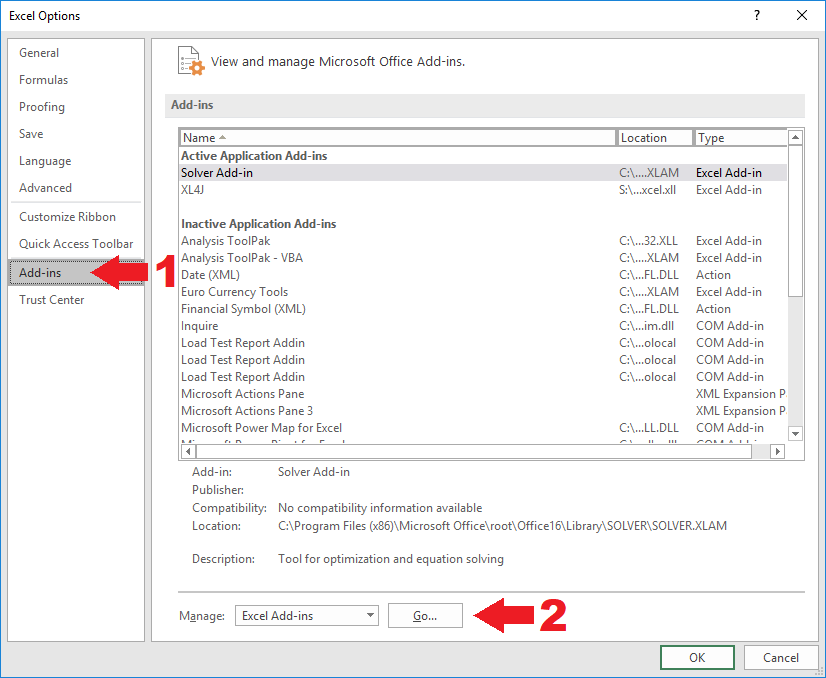 Excel Options
?
General
Formulas
Proofing
Save
Language
Advanced
Customize Ribbon
Quick Access Toolbar
Add-ins
1
Trust Center
View and manage Microsoft Office Add-ins.
Add-ins
Name Location Type
Active Application Add-ins
Solver Add-in C:\....XLAM Excel Add-in
XL4J S:\...xcel.xll Excel Add-in
Inactive Application Add-ins
Analysis ToolPak C:\...32.XLL Excel Add-in
Analysis ToolPak - VBA C:\....XLAM Excel Add-in
Date (XML) C:\...FL.DLL Action
Euro Currency Tools C:\....XLAM Excel Add-in
Financial Symbol (XML) C:\...FL.DLL Action
Inquire C:\...im.dll COM Add-in
Load Test Report Addin C:\...olocal COM Add-in
Load Test Report Addin C:\...olocal COM Add-in
Load Test Report Addin C:\...olocal COM Add-in
Microsoft Actions Pane XML Expansion P
Microsoft Actions Pane 3 XML Expansion P
Microsoft Power Map for Excel C:\...LL.DLL COM Add-in
Add-in: Solver Add-in
Publisher:
Compatibility: No compatibility information available
Location: C:\Program Files (x86)\Microsoft Office\root\Office16\Library\SOLVER\SOLVER.XLAM
Description: Tool for optimization and equation solving
Manage: Excel Add-ins Go... 2
OK Cancel